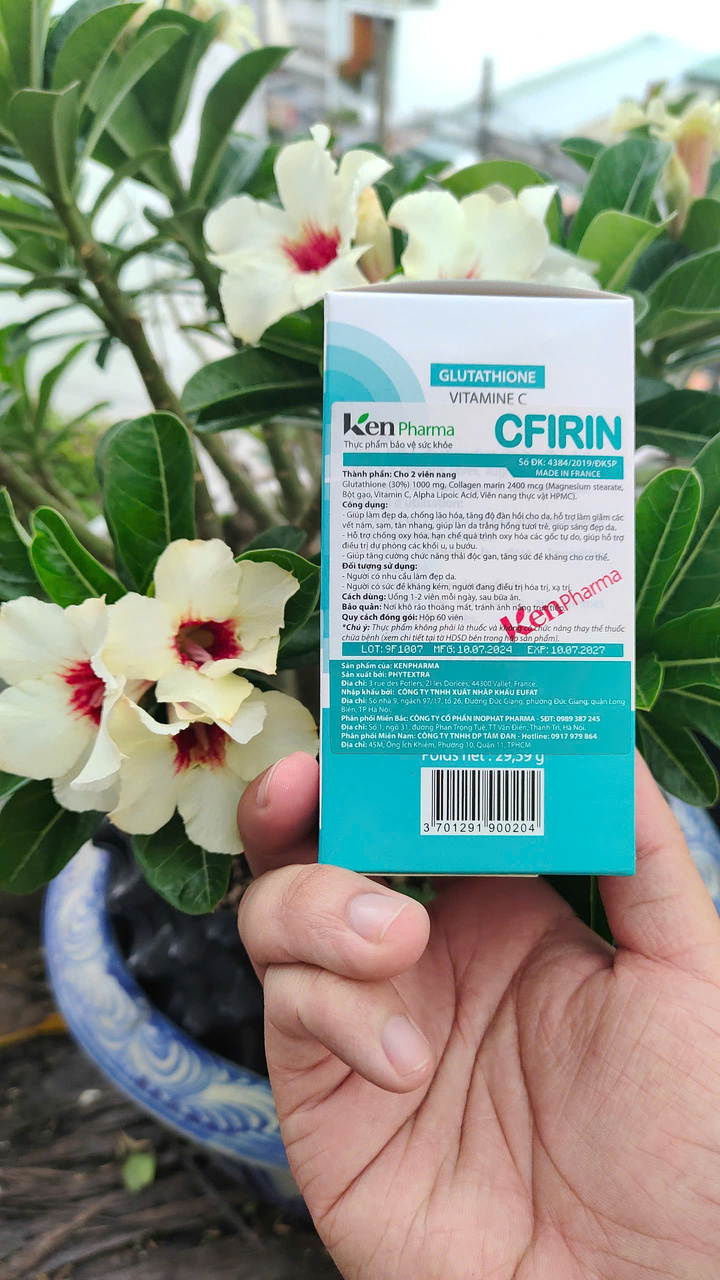 GLUTATHIONE
VITAMINE C
Ken Pharma
Thực phẩm bảo vệ sức khỏe
CFIRIN
Số ĐK: 4384/2019/ĐKSP
MADE IN FRANCE
Thành phần: Cho 2 viên nang
Glutathione (30%) 1000 mg, Collagen marin 2400 mcg (Magnesium stearate,
Bột gạo, Vitamin C, Alpha Lipoic Acid, Viên nang thực vật HPMC).
Công dụng:
- Giúp làm đẹp da, chống lão hóa, tăng độ đàn hồi cho da, hỗ trợ làm giảm các
vết nám, sạm, tàn nhang, giúp làn da trắng hồng tươi trẻ, giúp sáng đẹp da.
- Hỗ trợ chống oxy hóa, hạn chế quá trình oxy hóa các gốc tự do, giúp hỗ trợ
điều trị dự phòng các khối u, u bướu.
- Giúp tăng cường chức năng thải độc gan, tăng sức đề kháng cho cơ thể.
Đối tượng sử dụng:
- Người có nhu cầu làm đẹp da.
- Người có sức đề kháng kém, người đang điều trị hóa trị, xạ trị.
Cách dùng: Uống 1-2 viên mỗi ngày, sau bữa ăn.
Bảo quản: Nơi khô ráo thoáng mát, tránh ánh nắng trực tiếp.
KenPharma
Quy cách đóng gói: Hộp 60 viên
*Chú ý: Thực phẩm không phải là thuốc và không có chức năng thay thế thuốc
chữa bệnh (xem chi tiết tại tờ HDSD bên trong hộp sản phẩm).
LOT:9F1007 MFG:10.07.2024 EXP:10.07.2027
Sản phẩm của: KENPHARMA
Sản xuất bởi: PHYTEXTRA
Địa chỉ: 3 rue des Potiers, ZI les Dorices, 44300 Vallet, France.
Nhập khẩu bởi: CÔNG TY TNHH XUẤT NHẬP KHẨU EUFAT
Địa chỉ: Số nhà 9, ngách 97/17, tổ 26, Đường Đức Giang, phường Đức Giang, quận Long
Biên, TP Hà Nội.
Phân phối Miền Bắc: CÔNG TY CỔ PHẦN INOPHAT PHARMA - SĐT: 0989 387 245
Địa chỉ: Số 1, ngõ 31, đường Phan Trọng Tuệ, TT Văn Điển, Thanh Trì, Hà Nội.
Phân phối Miền Nam: CÔNG TY TNHH DP TÂM ĐAN - Hotline: 0917 979 864
Địa chỉ: 45M, Ông Ích Khiêm, Phường 10, Quận 11, TPHCM
Poids net : 29,59 g
3 701291 900204